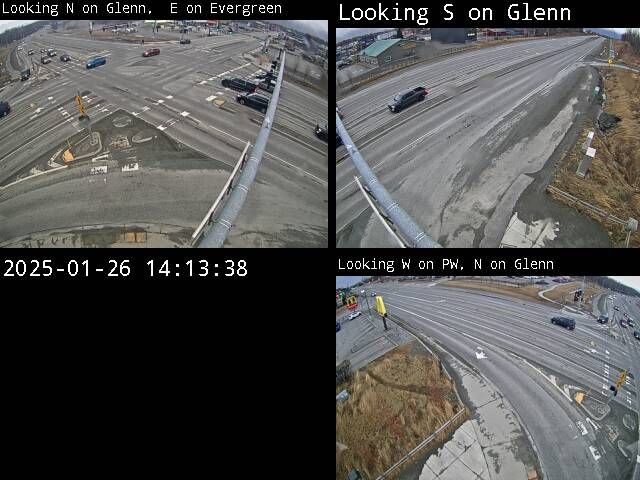 Looking N on Glenn,  E on Evergreen
Looking S on Glenn
2025-01-26 14:13:38
Looking W on PW, N on Glenn